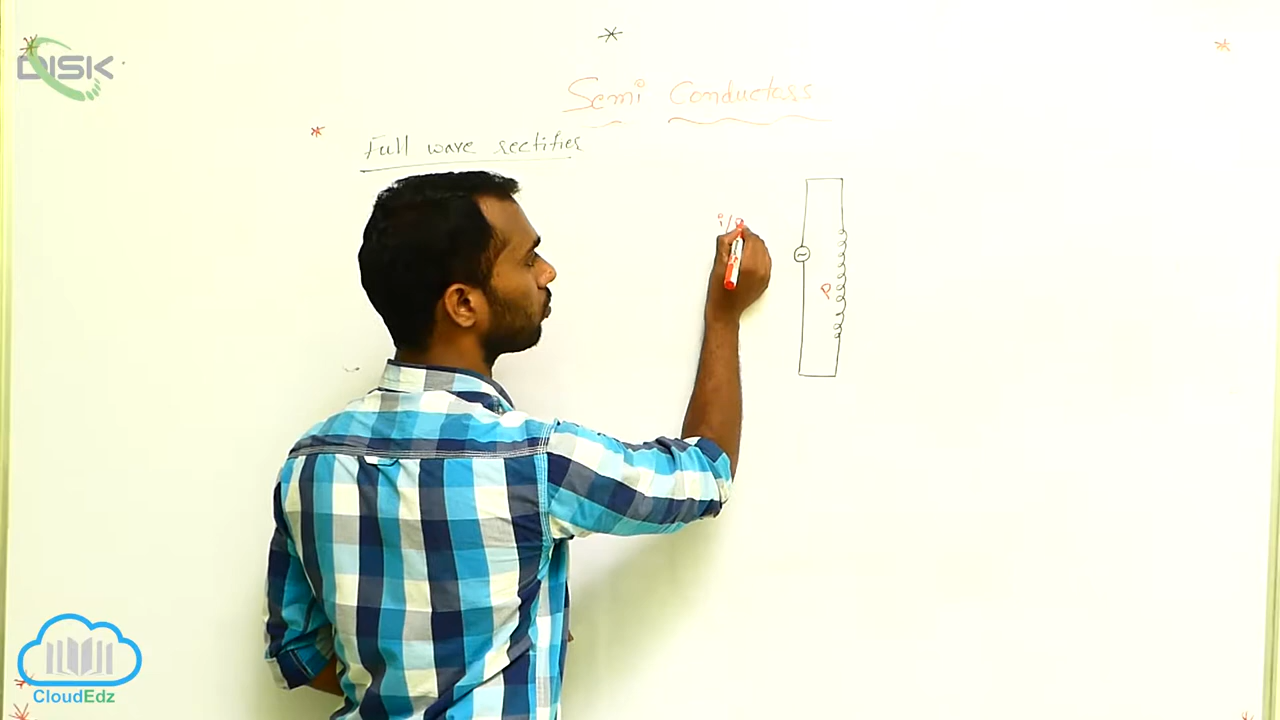 DISK
Semi Conductors
Full wave rectifier
i/p
~
P
CloudEdz